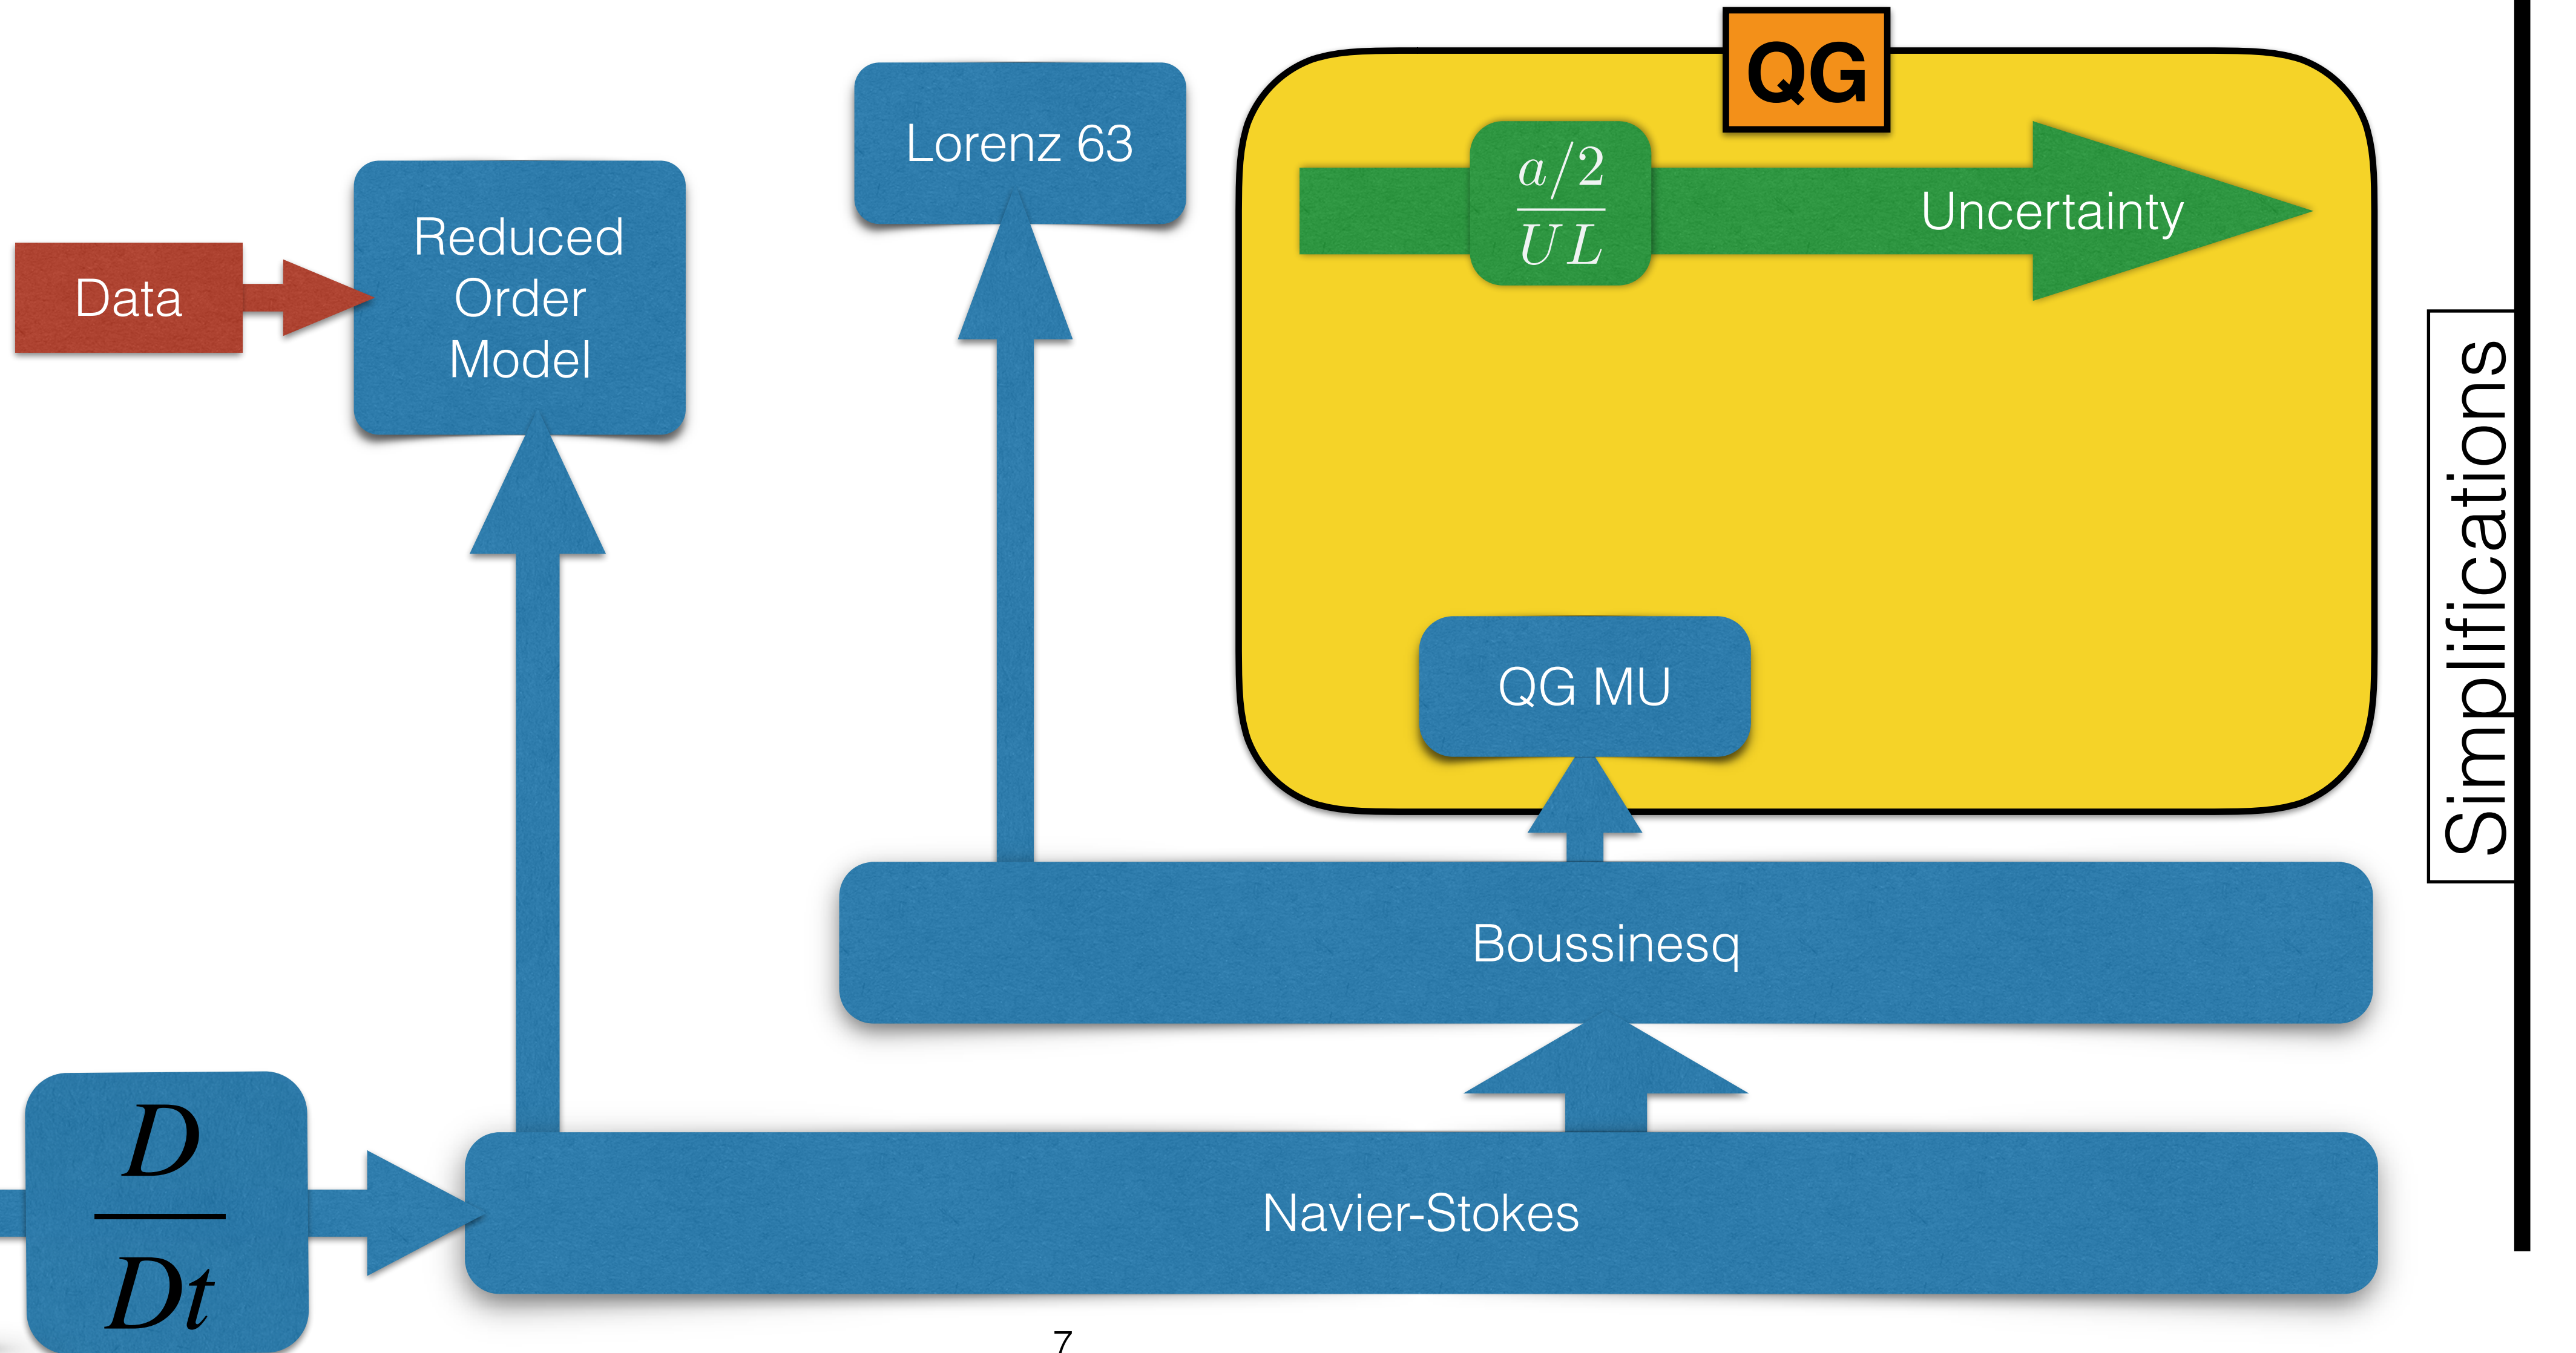 QG
Lorenz 63
a/2
UL
Uncertainty
Reduced
Order
Model
Data
Simplifications
QG MU
Boussinesq
D
Dt
Navier-Stokes
7